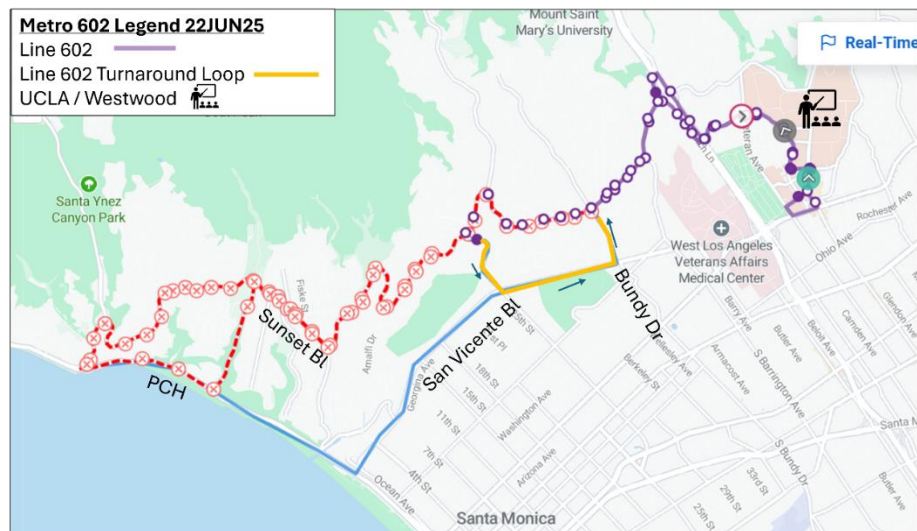 Metro 602 Legend 22JUN25
Line 602
Line 602 Turnaround Loop
UCLA / Westwood
Mount Saint
Mary's University
Real-Time
Veteran Ave
Santa Ynez
Canyon Park
Rochester Ave
West Los Angeles
Veterans Affairs
Medical Center
Ohio Ave
Fiske St
Sunset Bl
Amalfi Dr
PCH
San Vicente Bl
Bundy Dr
Georgina Ave
Ocean Ave
4th St
7th St
11th St
15th St
18th St
Washington Ave
Arizona Ave
Berkeley St
Wellesley Ave
Armacost Ave
S Barrington Ave
S Bundy Dr
Barry Ave
Butler Ave
Beloit Ave
Camden Ave
Glendon Ave
25th St
29th St
33rd St
Butler Ave
Santa M
Santa Monica